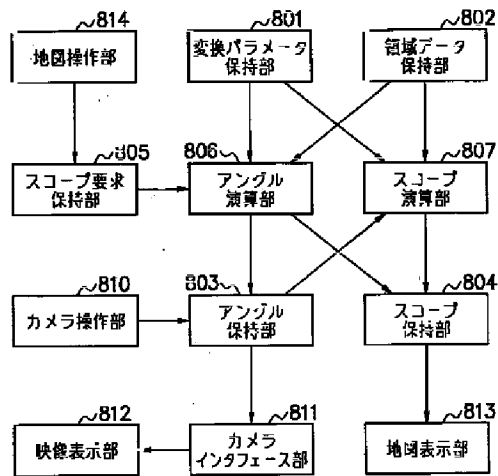 814
地図操作部
801
変換パラメータ
保持部
802
領域データ
保持部
805
スコープ要求
保持部
806
アングル
演算部
807
スコープ
演算部
810
カメラ操作部
803
アングル
保持部
804
スコープ
保持部
812
映像表示部
811
カメラ
インタフェース部
813
地図表示部